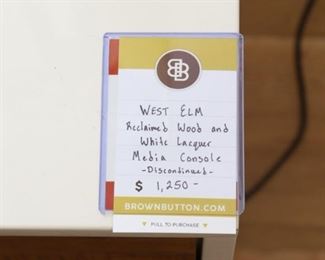 BB
WEST ELM
Reclaimed Wood and
White Lacquer
Media Console
-Discontinued-
$ 1,250-
BROWNBUTTON.COM
PULL TO PURCHASE